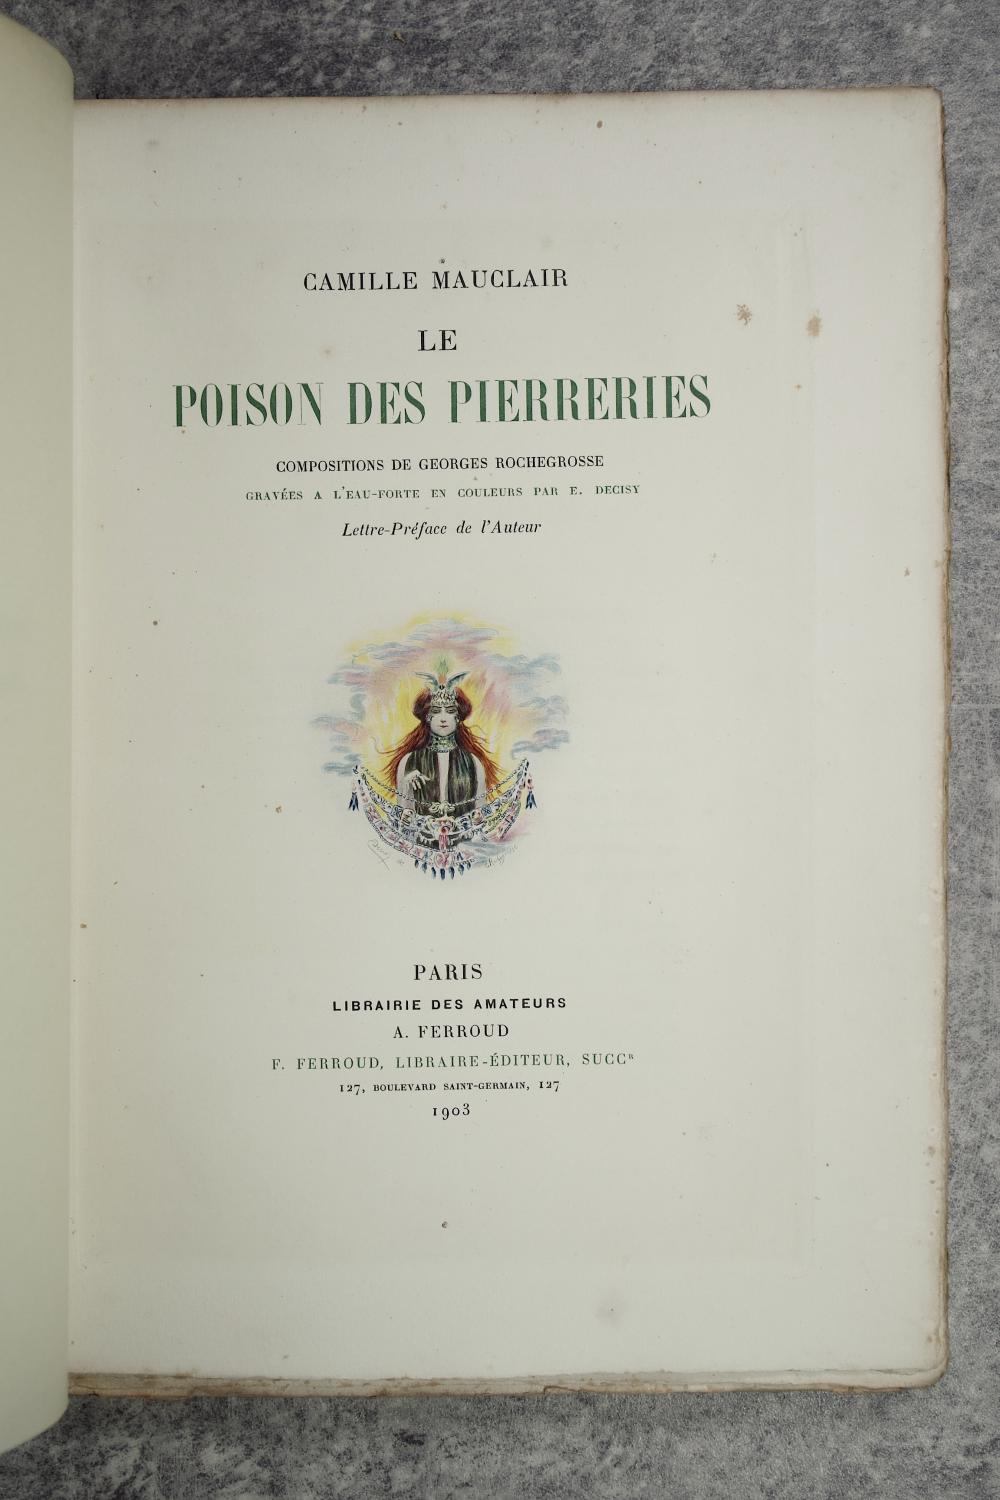 CAMILLE MAUCLAIR
LE
POISON DES PIERRERIES
COMPOSITIONS DE GEORGES ROCHEGROSSE
GRAVÉES A L'EAU-FORTE EN COULEURS PAR E. DECISY
Lettre-Préface de l'Auteur
PARIS
LIBRAIRIE DES AMATEURS
A. FERROUD
F. FERROUD, LIBRAIRE-ÉDITEUR, SUCCᴿ
127, BOULEVARD SAINT-GERMAIN, 127
1903